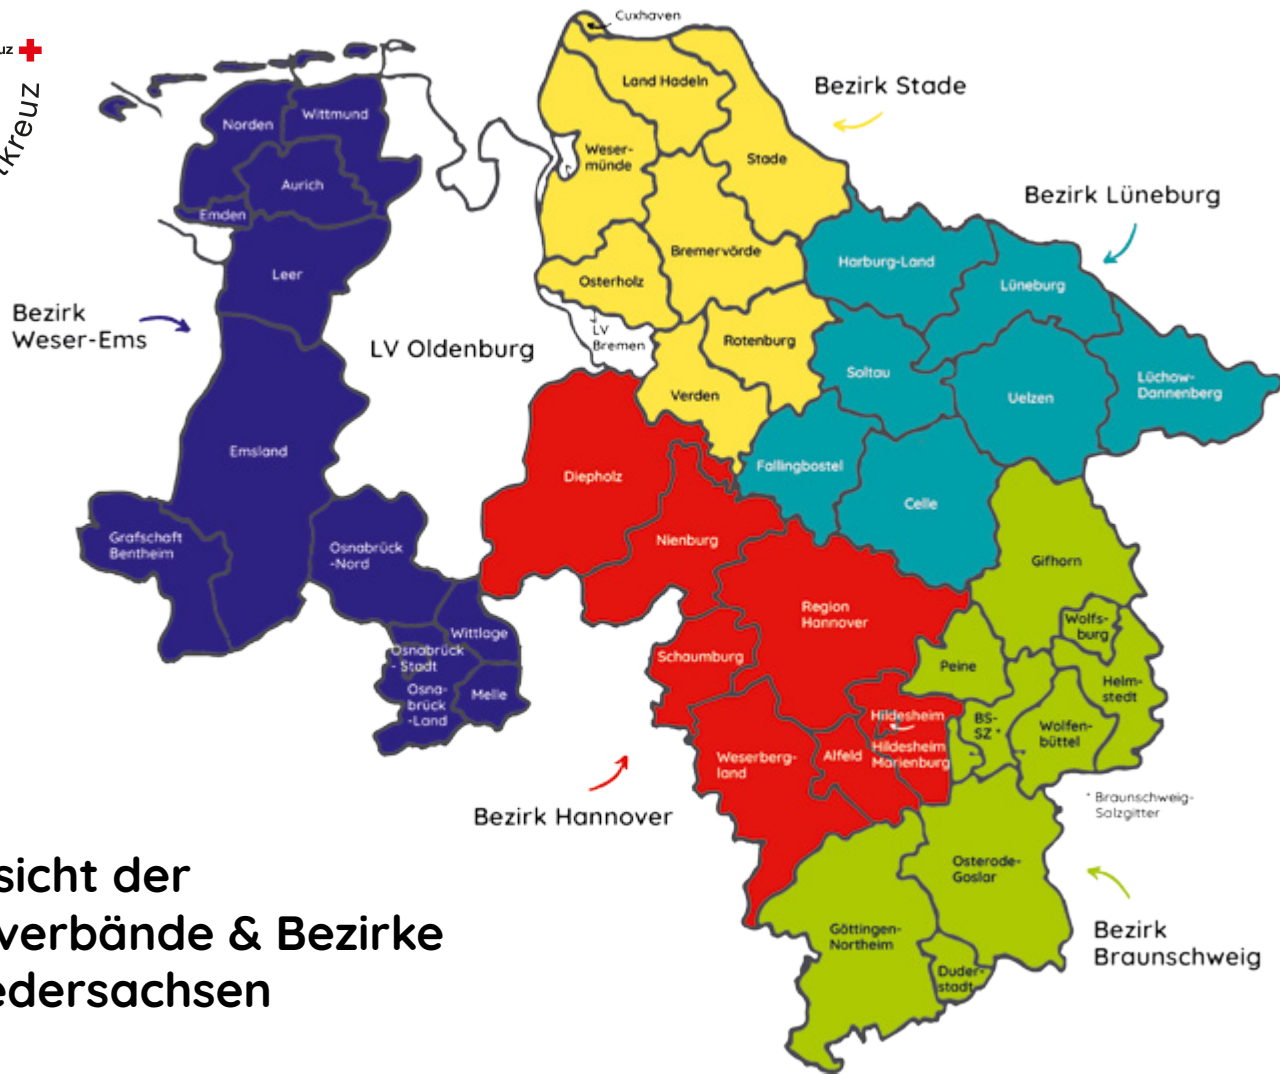 uz
kreuz
Cuxhaven
Land Hadeln
Bezirk Stade
Norden
Wittmund
Weser-
münde
Stade
Aurich
Emden
Bezirk Lüneburg
Bremervörde
Harburg-Land
Leer
Osterholz
Lüneburg
Bezirk
Weser-Ems
LV Oldenburg
LV
Bremen
Rotenburg
Soltau
Lüchow-
Dannenberg
Verden
Uelzen
Emsland
Diepholz
Fallingbostel
Celle
Grafschaft
Bentheim
Osnabrück
-Nord
Nienburg
Gifhorn
Region
Hannover
Wolfs-
burg
Wittlage
Osnabrück
- Stadt
Schaumburg
Peine
Helm-
stedt
Osna-
brück
-Land
Melle
Hildesheim
BS-
SZ *
Wolfen-
büttel
Weserberg-
land
Alfeld
Hildesheim
Marienburg
* Braunschweig-
Salzgitter
Bezirk Hannover
sicht der
verbände & Bezirke
edersachsen
Osterode-
Goslar
Göttingen-
Northeim
Bezirk
Braunschweig
Duder-
stadt